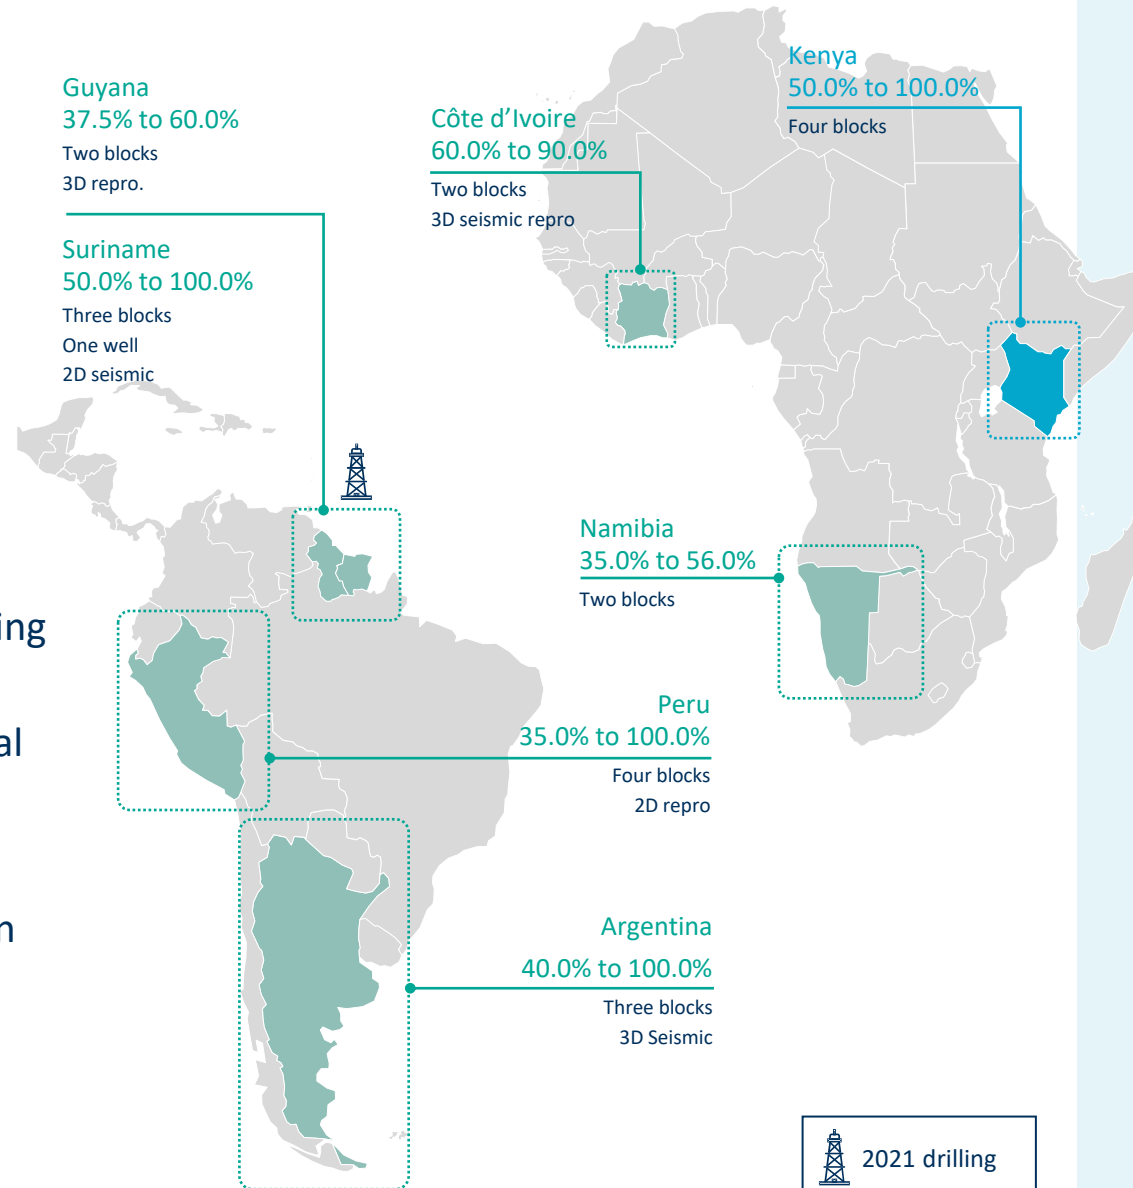 Guyana
37.5% to 60.0%
Two blocks
3D repro.
Suriname
50.0% to 100.0%
Three blocks
One well
2D seismic
Côte d’Ivoire
60.0% to 90.0%
Two blocks
3D seismic repro
Kenya
50.0% to 100.0%
Four blocks
Namibia
35.0% to 56.0%
Two blocks
Peru
35.0% to 100.0%
Four blocks
2D repro
Argentina
40.0% to 100.0%
Three blocks
3D Seismic
2021 drilling
ing
al